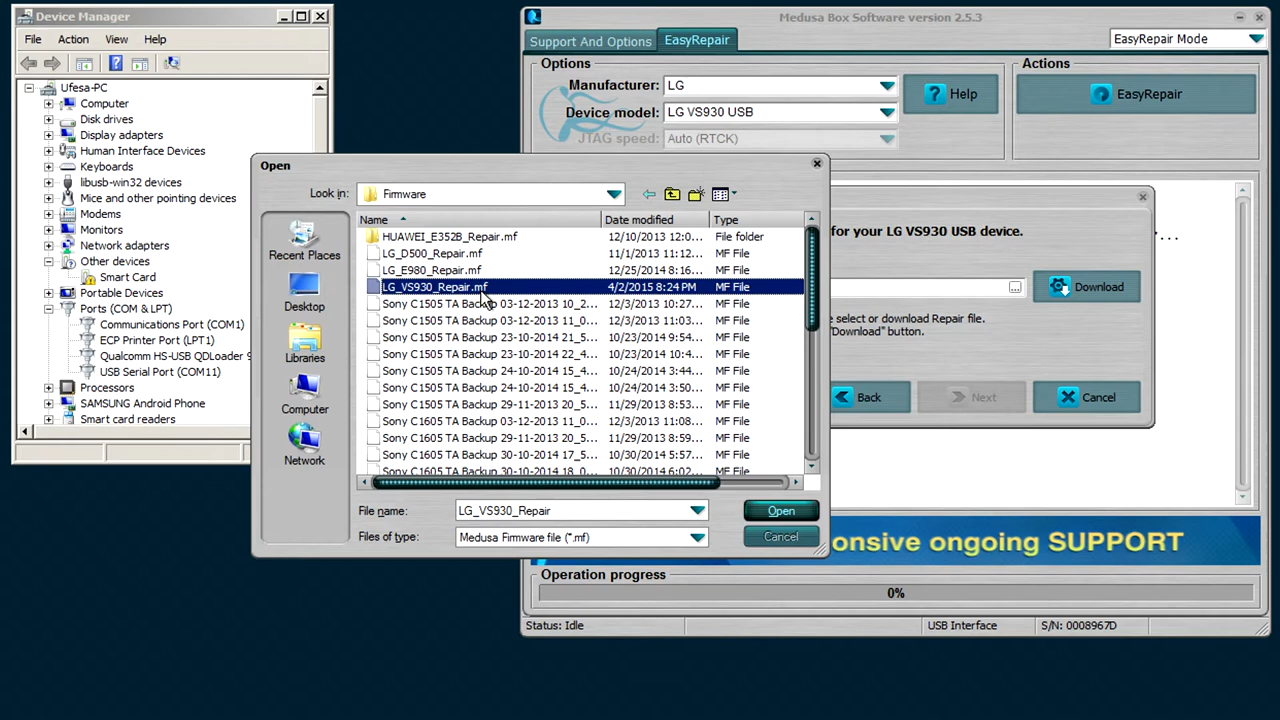 Device Manager
File Action View Help
Ufesa-PC
Computer
Disk drives
Display adapters
Human Interface Devices
Keyboards
libusb-win32 devices
Mice and other pointing devices
Modems
Monitors
Network adapters
Other devices
Smart Card
Portable Devices
Ports (COM & LPT)
Communications Port (COM1)
ECP Printer Port (LPT1)
Qualcomm HS-USB QDLoader 9
USB Serial Port (COM11)
Processors
SAMSUNG Android Phone
Smart card readers
Medusa Box Software version 2.5.3
Support And Options EasyRepair EasyRepair Mode
Options
Manufacturer: LG
Help
Device model: LG VS930 USB
JTAG speed: Auto (RTCK)
Actions
EasyRepair
Open
Look in: Firmware
Recent Places
Desktop
Libraries
Computer
Network
Name Date modified Type
HUAWEI_E352B_Repair.mf 12/10/2013 12:0... File folder
LG_D500_Repair.mf 11/1/2013 11:12... MF File
LG_E980_Repair.mf 12/25/2014 8:16... MF File
LG_VS930_Repair.mf 4/2/2015 8:24 PM MF File
Sony C1505 TA Backup 03-12-2013 10_2... 12/3/2013 10:27... MF File
Sony C1505 TA Backup 03-12-2013 11_0... 12/3/2013 11:03... MF File
Sony C1505 TA Backup 23-10-2014 21_5... 10/23/2014 9:54... MF File
Sony C1505 TA Backup 23-10-2014 22_4... 10/23/2014 10:4... MF File
Sony C1505 TA Backup 24-10-2014 15_4... 10/24/2014 3:44... MF File
Sony C1505 TA Backup 24-10-2014 15_4... 10/24/2014 3:50... MF File
Sony C1505 TA Backup 29-11-2013 20_5... 11/29/2013 8:53... MF File
Sony C1605 TA Backup 03-12-2013 11_0... 12/3/2013 11:08... MF File
Sony C1605 TA Backup 29-11-2013 20_5... 11/29/2013 8:59... MF File
Sony C1605 TA Backup 30-10-2014 17_5... 10/30/2014 5:57... MF File
Sony C1605 TA Backup 30-10-2014 18_0... 10/30/2014 6:02... MF File
File name: LG_VS930_Repair Open
Files of type: Medusa Firmware file (*.mf) Cancel
for your LG VS930 USB device.
...
... Download
e select or download Repair file.
"Download" button.
Back Next Cancel
onsive ongoing SUPPORT
Operation progress
0%
Status: Idle USB Interface S/N: 0008967D